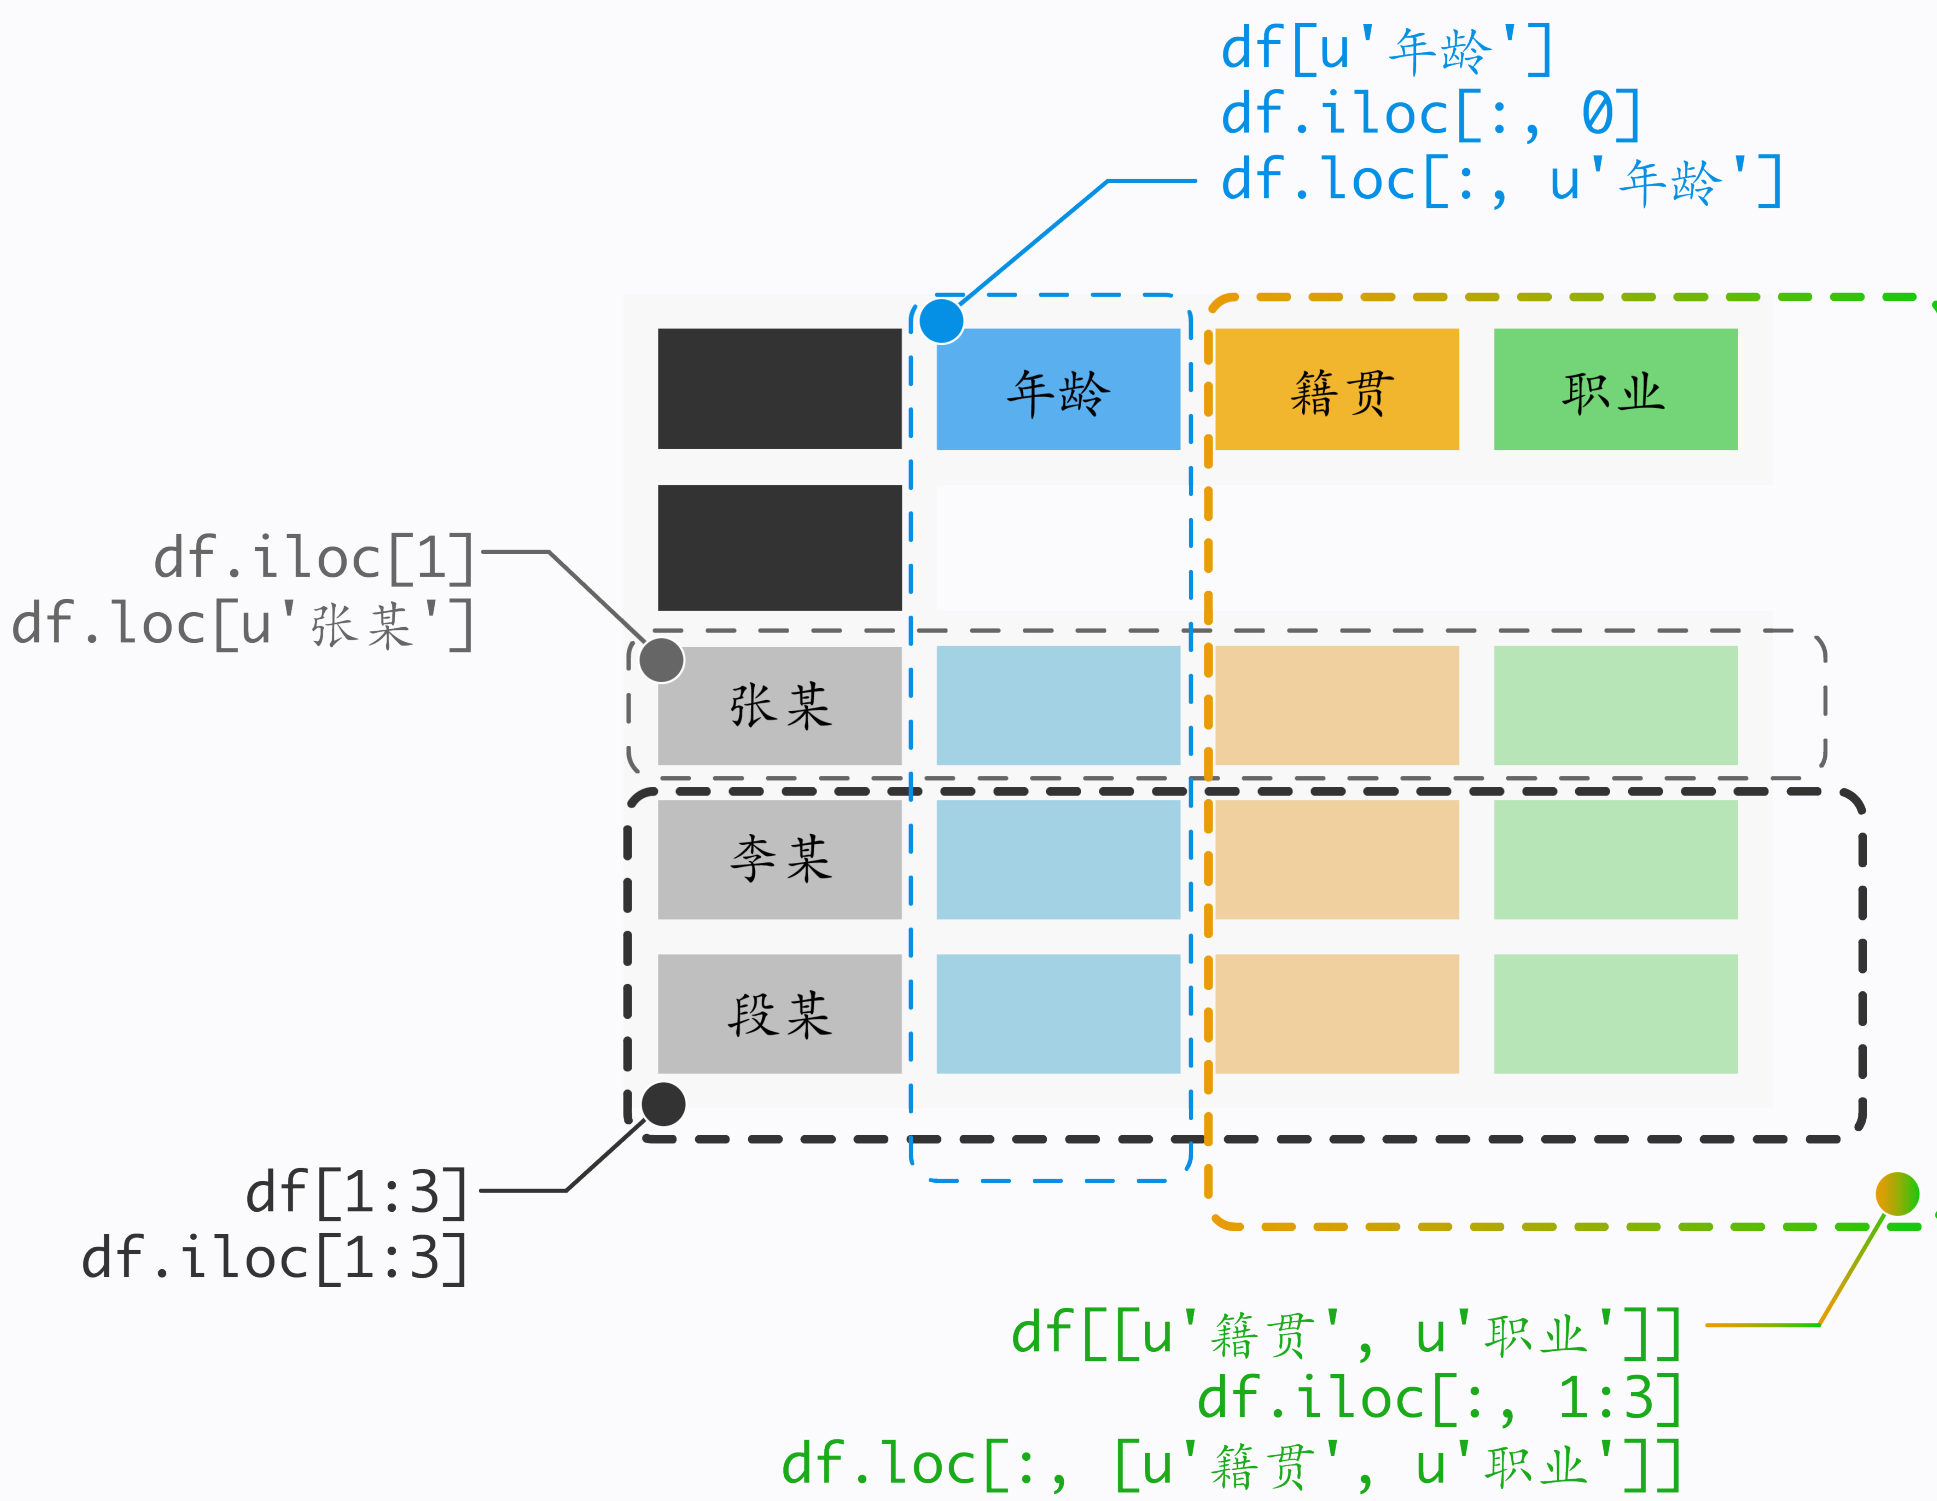 df[u'年龄']
df.iloc[:, 0]
df.loc[:, u'年龄']
年龄 籍贯 职业
df.iloc[1]
df.loc[u'张某']
张某
李某
段某
df[1:3]
df.iloc[1:3]
df[[u'籍贯', u'职业']]
df.iloc[:, 1:3]
df.loc[:, [u'籍贯', u'职业']]